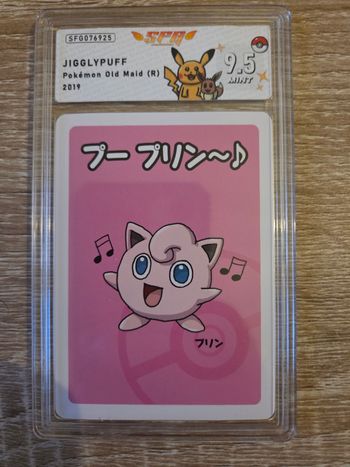 SFG076925
JIGGLYPUFF
Pokémon Old Maid (R)
2019
SFG
9.5
MINT
プー プリン〜♪
プリン